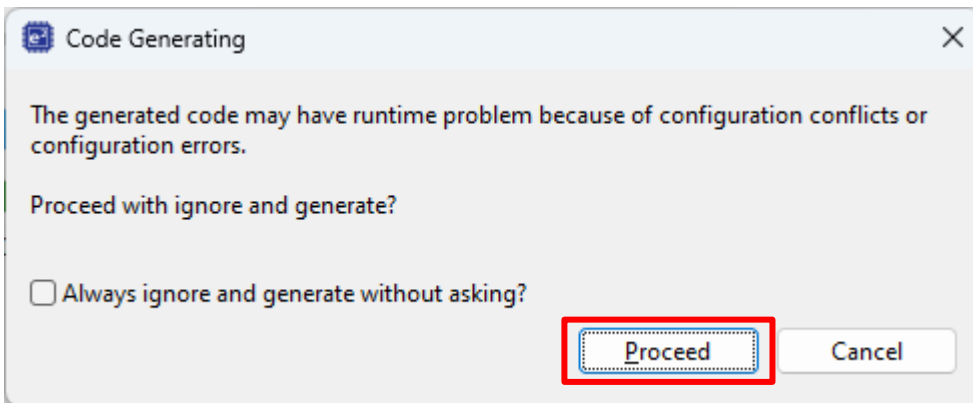 Code Generating
The generated code may have runtime problem because of configuration conflicts or
configuration errors.
Proceed with ignore and generate?
Always ignore and generate without asking?
Proceed
Cancel